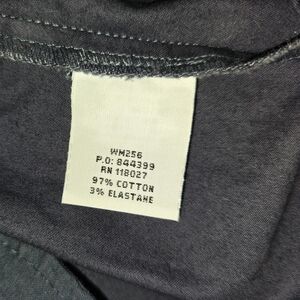 WM256
P.O: 844399
RN 118027
97% COTTON
3% ELASTANE